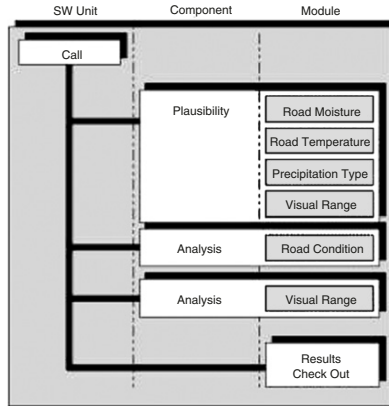 SW Unit Component Module
Call
Plausibility
Road Moisture
Road Temperature
Precipitation Type
Visual Range
Analysis
Road Condition
Analysis
Visual Range
Results
Check Out